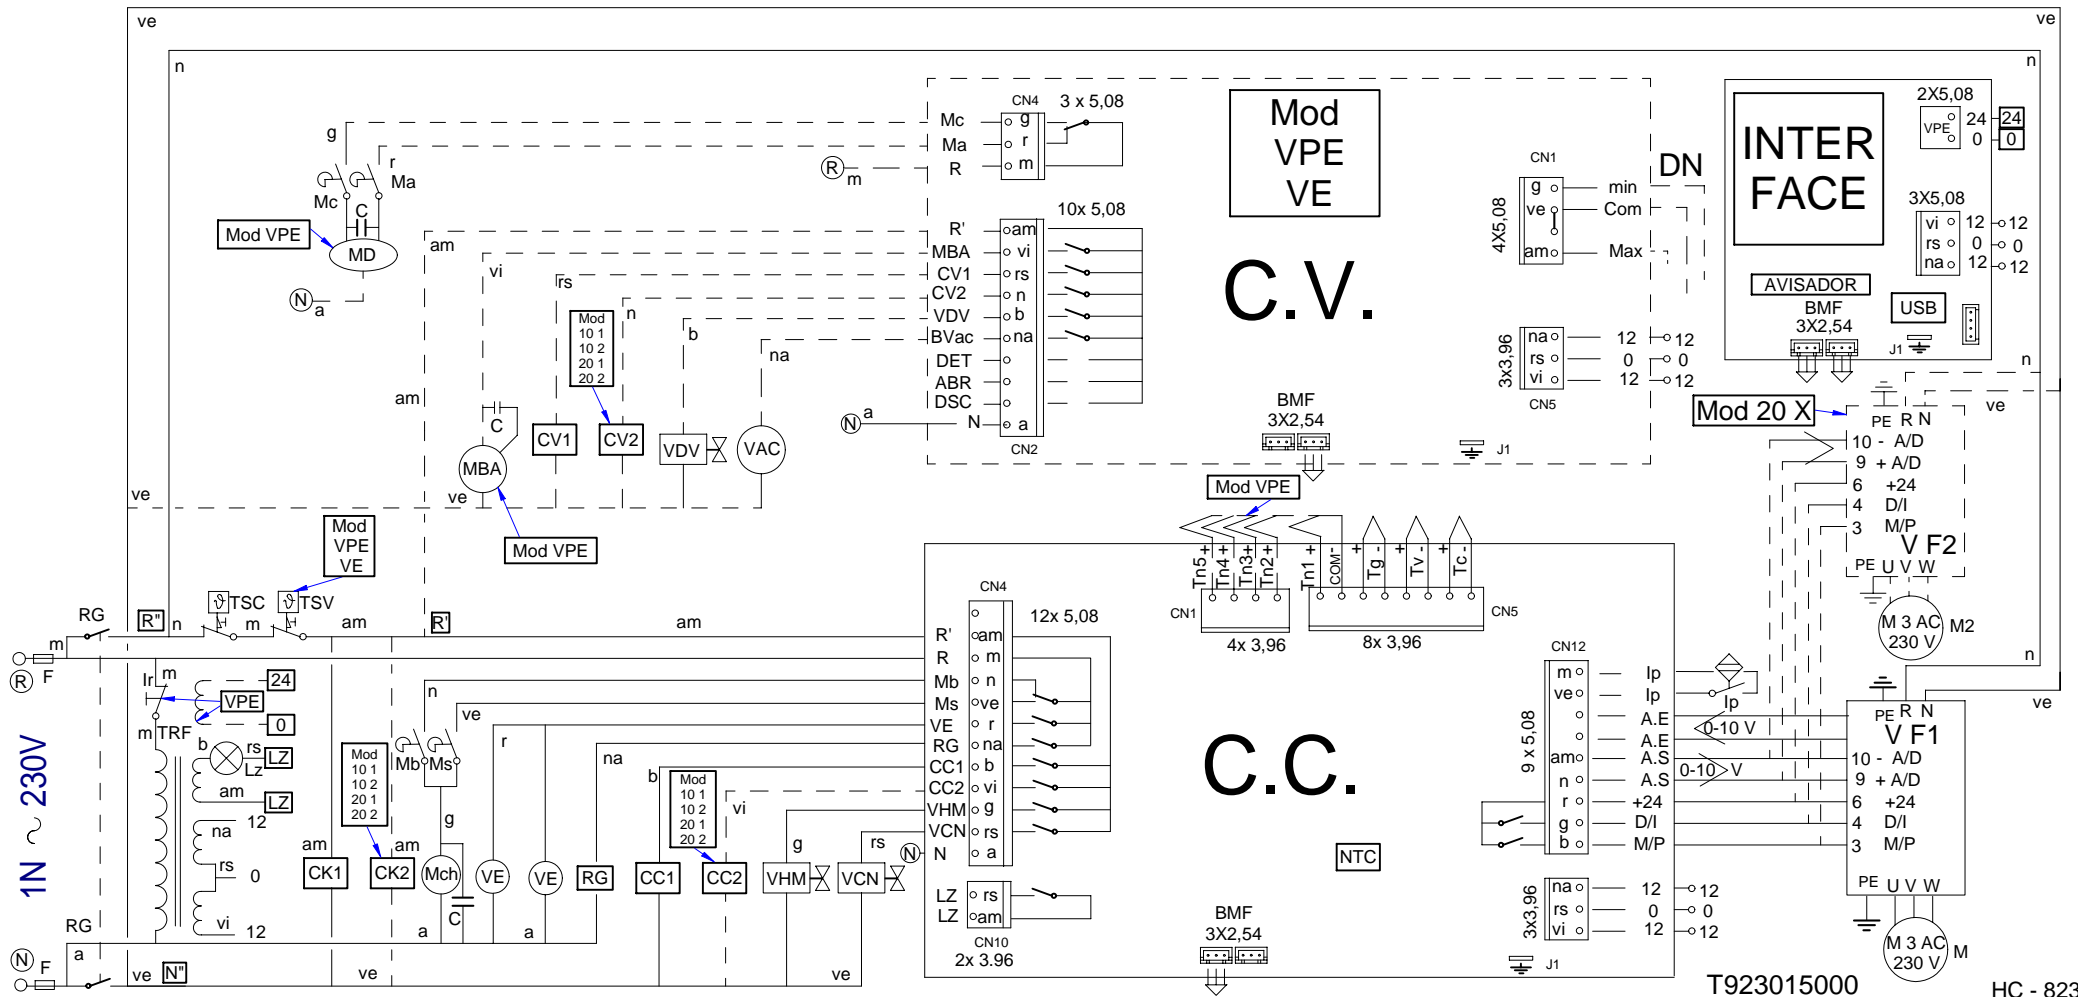 ve
ve
n
n
Mc
Ma
R
CN4
3 x 5,08
g
r
m
g
r
Mc
Ma
C
MD
Mod VPE
N
a
R
m
Mod
VPE
VE
C.V.
10x 5,08
R'
MBA
CV1
CV2
VDV
BVac
DET
ABR
DSC
N
am
vi
rs
n
b
na
a
CN2
N
a
am
vi
rs
n
b
na
am
Mod
10 1
10 2
20 1
20 2
C
MBA
CV1
CV2
VDV
VAC
ve
ve
Mod VPE
CN1
4X5,08
g
ve
am
min
Com
Max
DN
3x3,96
na
rs
vi
12
0
12
12
0
12
CN5
BMF
3X2,54
J1
INTER
FACE
2X5,08
VPE
24
0
24
0
3X5,08
vi
rs
na
12
0
12
12
0
12
AVISADOR
BMF
3X2,54
USB
J1
n
ve
Mod 20 X
PE R N
10 - A/D
9 + A/D
6 +24
4 D/I
3 M/P
V F2
PE U V W
M 3 AC
230 V
M2
n
ve
Mod
VPE
VE
TSC
TSV
RG
R"
n
m
am
R'
am
m
R
F
Ir
m
24
VPE
0
m
TRF
b
rs
Lz
LZ
am
LZ
na
12
rs
0
vi
12
1N ~ 230V
RG
a
N
F
ve
N"
ve
ve
Mod
10 1
10 2
20 1
20 2
am
CK1
am
CK2
n
ve
Mb
Ms
g
Mch
C
a
a
r
VE
VE
na
RG
b
CC1
Mod
10 1
10 2
20 1
20 2
vi
CC2
g
VHM
rs
VCN
Mod VPE
Tn5 +
Tn4 +
Tn3+
Tn2+
Tn1 +
COM-
+ Tg -
+ Tv -
+ Tc -
CN1
4x 3,96
8x 3,96
CN5
C.C.
NTC
CN4
12x 5,08
R'
R
Mb
Ms
VE
RG
CC1
CC2
VHM
VCN
N
am
m
n
ve
r
na
b
vi
g
rs
a
N
LZ
LZ
rs
am
CN10
2x 3.96
BMF
3X2,54
J1
CN12
9 x 5,08
m
ve
am
n
r
g
b
Ip
Ip
A.E
A.E
A.S
A.S
+24
D/I
M/P
Ip
0-10 V
0-10 V
3x3,96
na
rs
vi
12
0
12
12
0
12
PE R N
V F1
10 - A/D
9 + A/D
6 +24
4 D/I
3 M/P
PE U V W
M 3 AC
230 V
M
T923015000
HC - 823